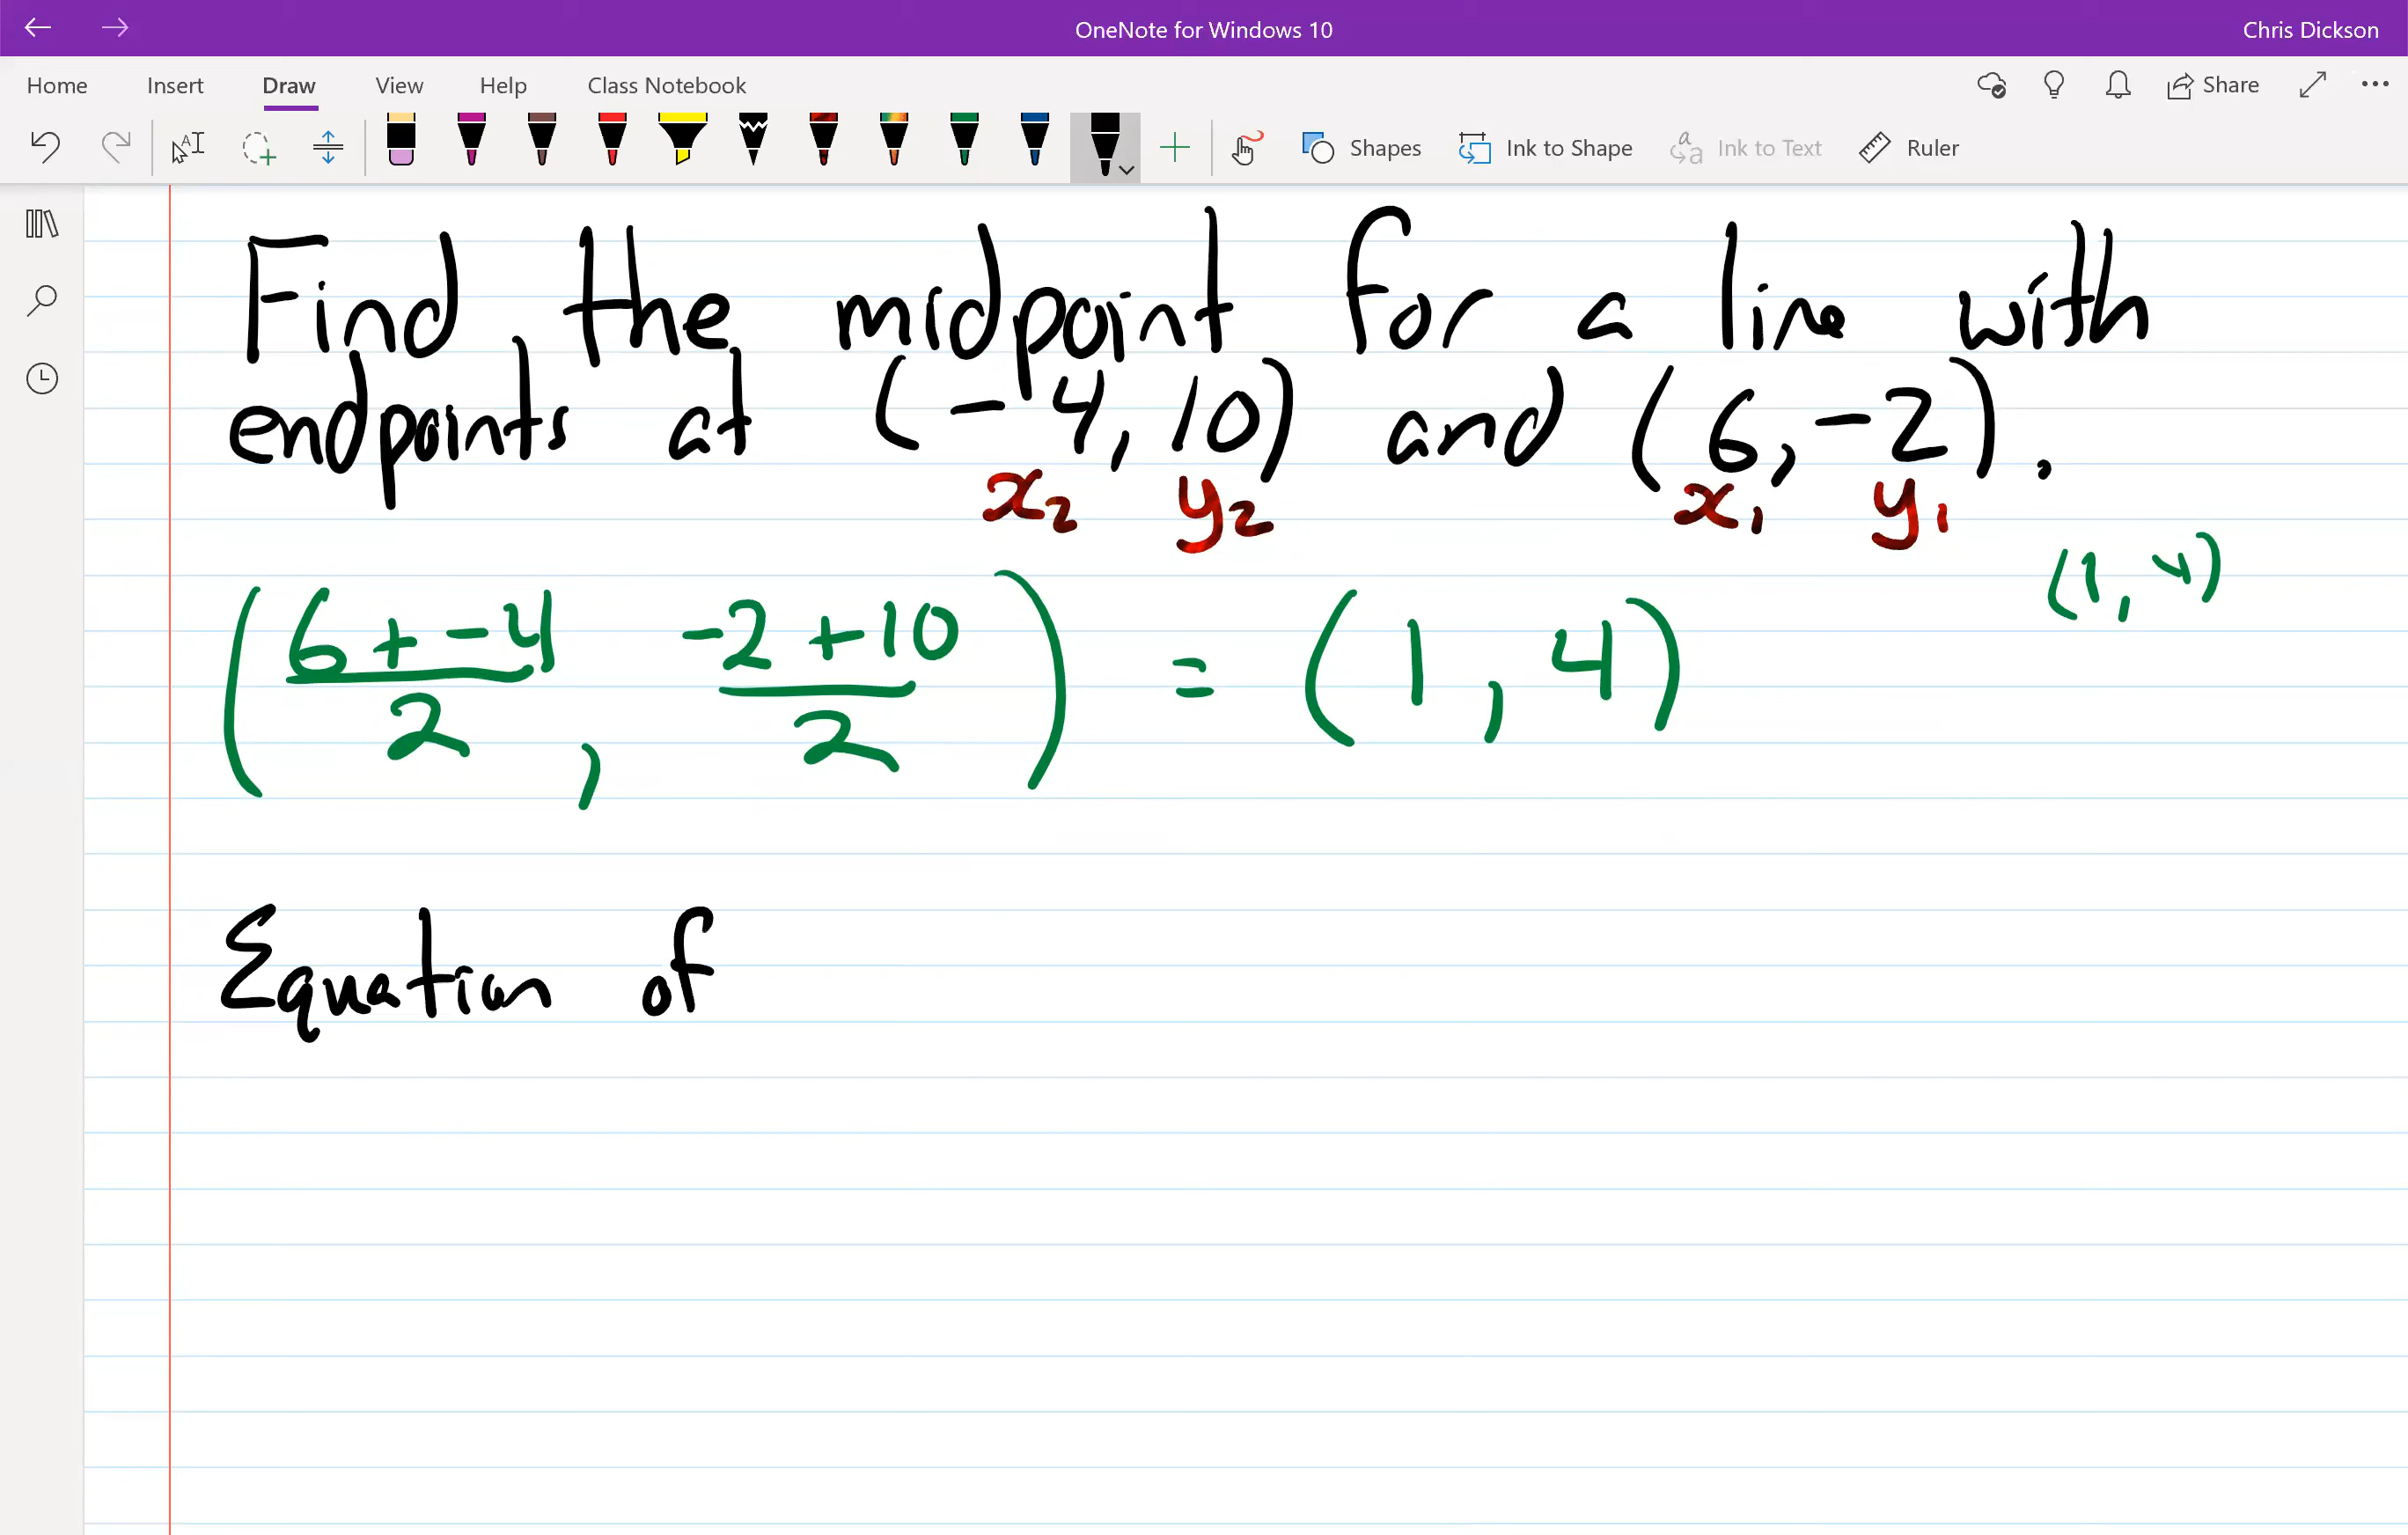 OneNote for Windows 10
Chris Dickson
Home Insert Draw View Help Class Notebook Share
Shapes Ink to Shape Ink to Text Ruler
Find the midpoint for a line with
endpoints at (-4, 10) and (6, -2).
x₂ y₂ x₁ y₁
(1, 4)
(6 + -4 / 2, -2 + 10 / 2) = (1, 4)
Equation of